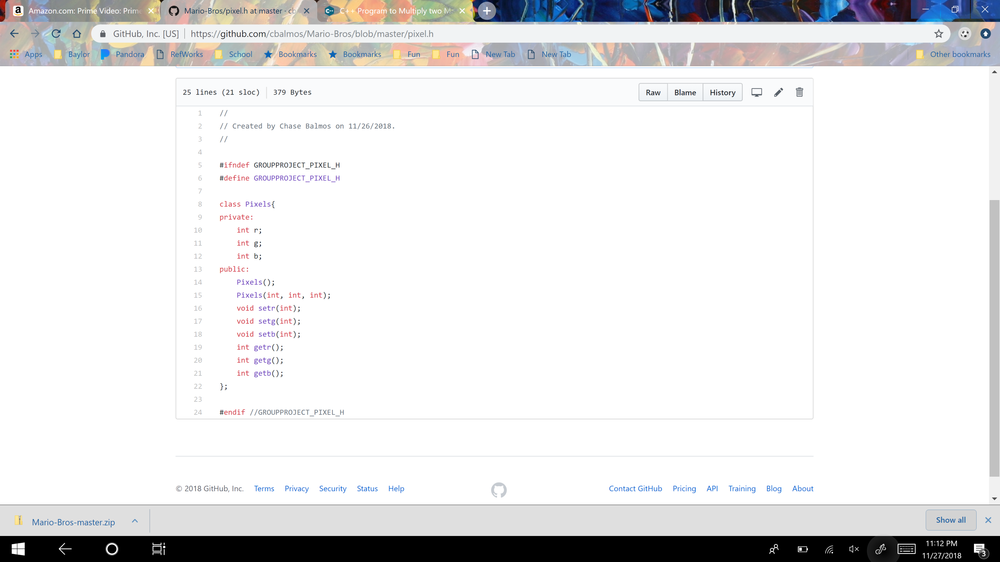 Amazon.com: Prime Video: Prime
Mario-Bros/pixel.h at master · cb
C++ Program to Multiply two M
GitHub, Inc. [US] https://github.com/cbalmos/Mario-Bros/blob/master/pixel.h
Apps Baylor Pandora RefWorks School Bookmarks Bookmarks Fun Fun New Tab New Tab Other bookmarks
25 lines (21 sloc) 379 Bytes Raw Blame History
1 //
2 // Created by Chase Balmos on 11/26/2018.
3 //
4
5 #ifndef GROUPPROJECT_PIXEL_H
6 #define GROUPPROJECT_PIXEL_H
7
8 class Pixels{
9 private:
10     int r;
11     int g;
12     int b;
13 public:
14     Pixels();
15     Pixels(int, int, int);
16     void setr(int);
17     void setg(int);
18     void setb(int);
19     int getr();
20     int getg();
21     int getb();
22 };
23
24 #endif //GROUPPROJECT_PIXEL_H
© 2018 GitHub, Inc. Terms Privacy Security Status Help Contact GitHub Pricing API Training Blog About
Mario-Bros-master.zip Show all
11:12 PM
11/27/2018
3